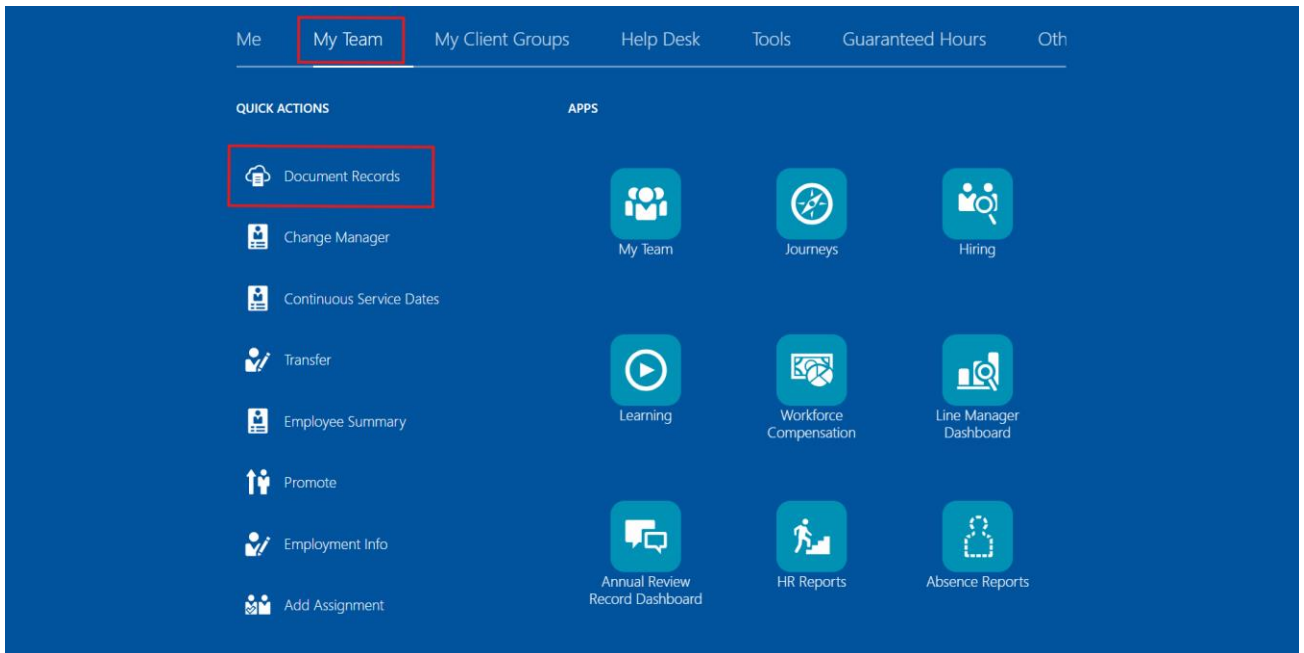 Me
My Team
My Client Groups
Help Desk
Tools
Guaranteed Hours
Oth
QUICK ACTIONS
Document Records
Change Manager
Continuous Service Dates
Transfer
Employee Summary
Promote
Employment Info
Add Assignment
APPS
My Team
Journeys
Hiring
Learning
Workforce
Compensation
Line Manager
Dashboard
Annual Review
Record Dashboard
HR Reports
Absence Reports